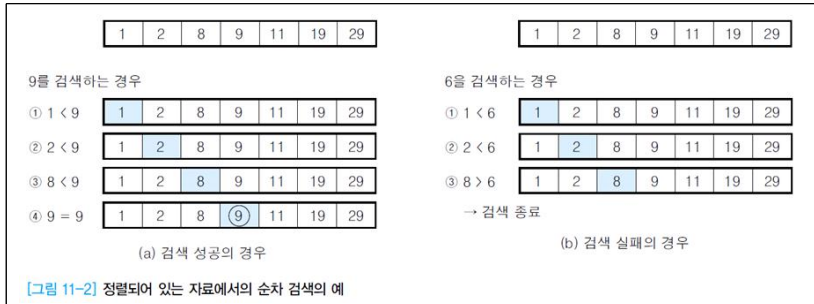 1 2 8 9 11 19 29
9를 검색하는 경우
① 1 < 9 1 2 8 9 11 19 29
② 2 < 9 1 2 8 9 11 19 29
③ 8 < 9 1 2 8 9 11 19 29
④ 9 = 9 1 2 8 9 11 19 29
(a) 검색 성공의 경우
1 2 8 9 11 19 29
6을 검색하는 경우
① 1 < 6 1 2 8 9 11 19 29
② 2 < 6 1 2 8 9 11 19 29
③ 8 > 6 1 2 8 9 11 19 29
→ 검색 종료
(b) 검색 실패의 경우
[그림 11-2] 정렬되어 있는 자료에서의 순차 검색의 예